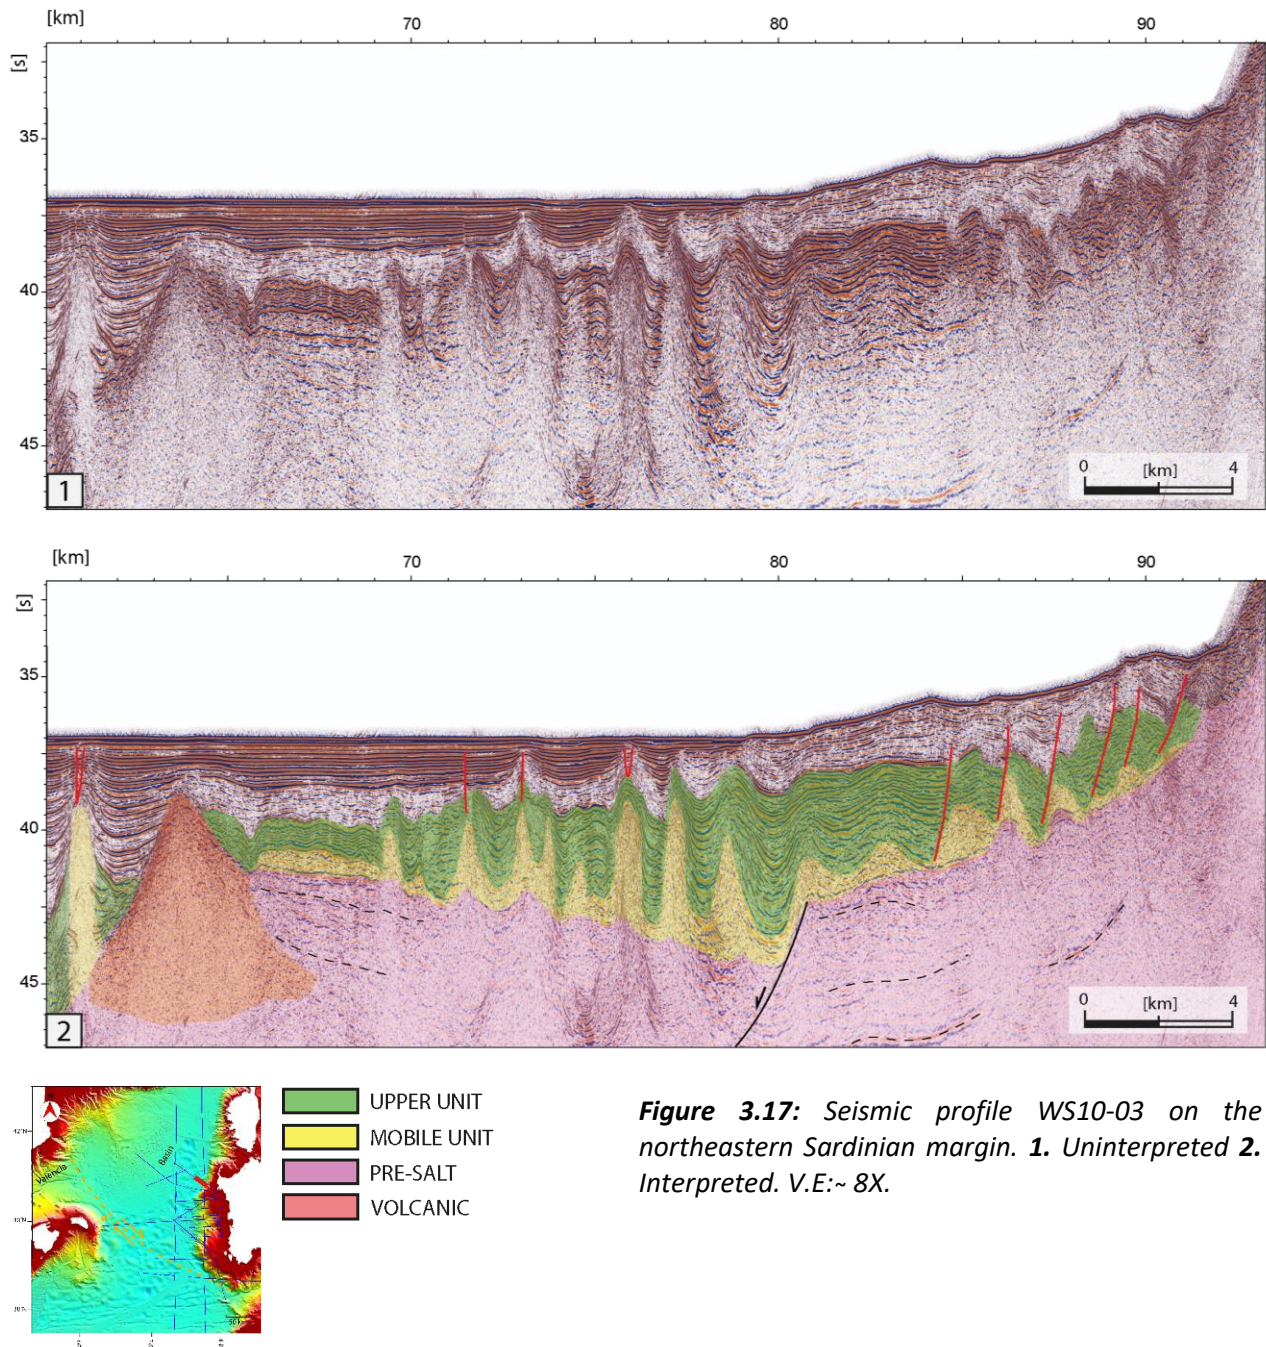 [km]
70
80
90
[s]
35
40
45
1
0 [km] 4
[km]
70
80
90
[s]
35
40
45
2
0 [km] 4
Valencia
Basin
UPPER UNIT
MOBILE UNIT
PRE-SALT
VOLCANIC
Figure 3.17: Seismic profile WS10-03 on the
northeastern Sardinian margin. 1. Uninterpreted 2.
Interpreted. V.E:~ 8X.